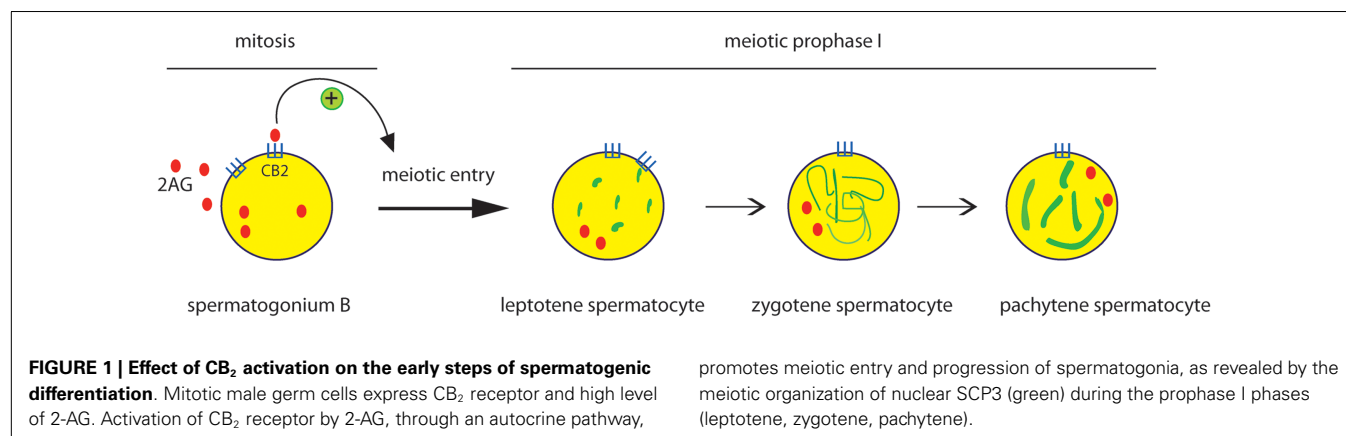 mitosis
meiotic prophase I
+
2AG
CB2
meiotic entry
spermatogonium B
leptotene spermatocyte
zygotene spermatocyte
pachytene spermatocyte
FIGURE 1 | Effect of CB₂ activation on the early steps of spermatogenic
differentiation. Mitotic male germ cells express CB₂ receptor and high level
of 2-AG. Activation of CB₂ receptor by 2-AG, through an autocrine pathway,
promotes meiotic entry and progression of spermatogonia, as revealed by the
meiotic organization of nuclear SCP3 (green) during the prophase I phases
(leptotene, zygotene, pachytene).